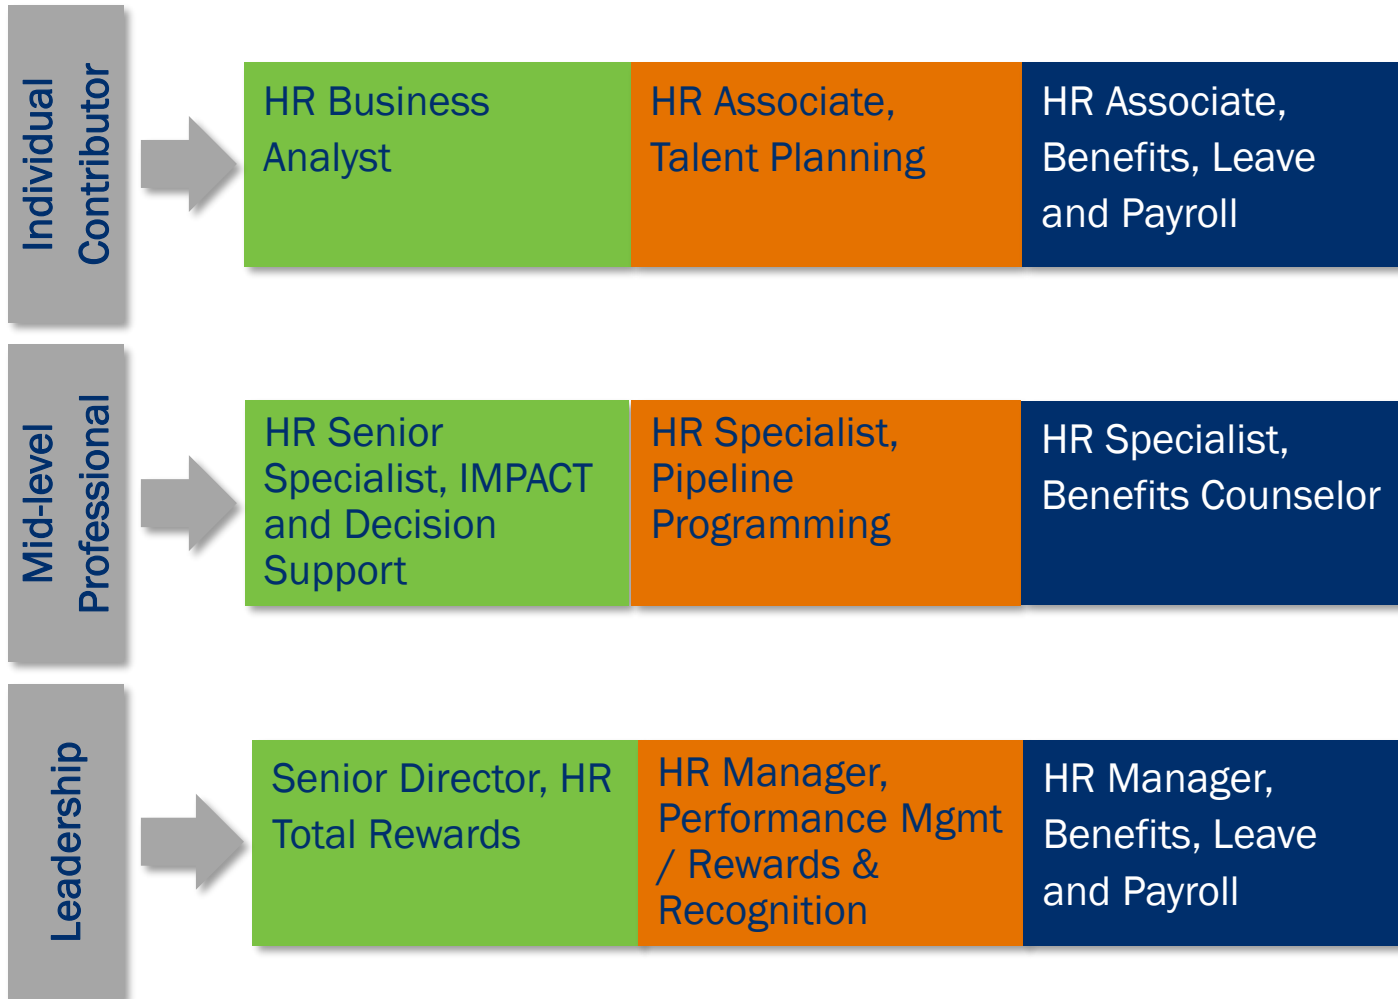 Individual
Contributor
HR Business
Analyst
HR Associate,
Talent Planning
HR Associate,
Benefits, Leave
and Payroll
Mid-level
Professional
HR Senior
Specialist, IMPACT
and Decision
Support
HR Specialist,
Pipeline
Programming
HR Specialist,
Benefits Counselor
Leadership
Senior Director, HR
Total Rewards
HR Manager,
Performance Mgmt
/ Rewards &
Recognition
HR Manager,
Benefits, Leave
and Payroll